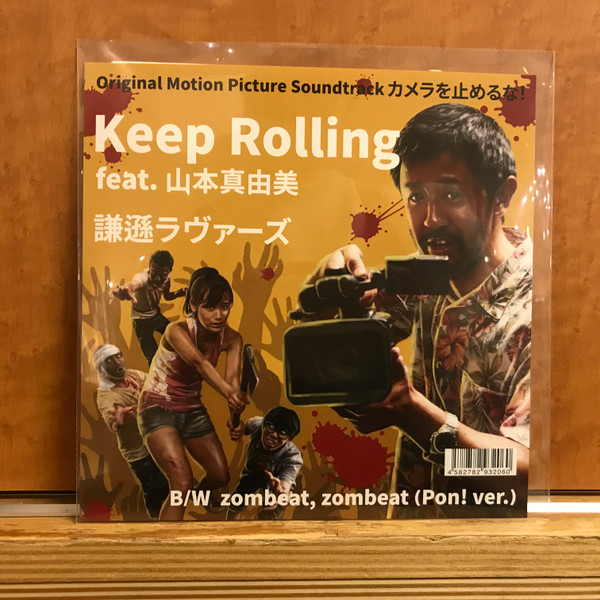 Original Motion Picture Soundtrack カメラを止めるな!
Keep Rolling
feat. 山本真由美
謙遜ラヴァーズ
4582782932060
B/W zombeat, zombeat (Pon! ver.)